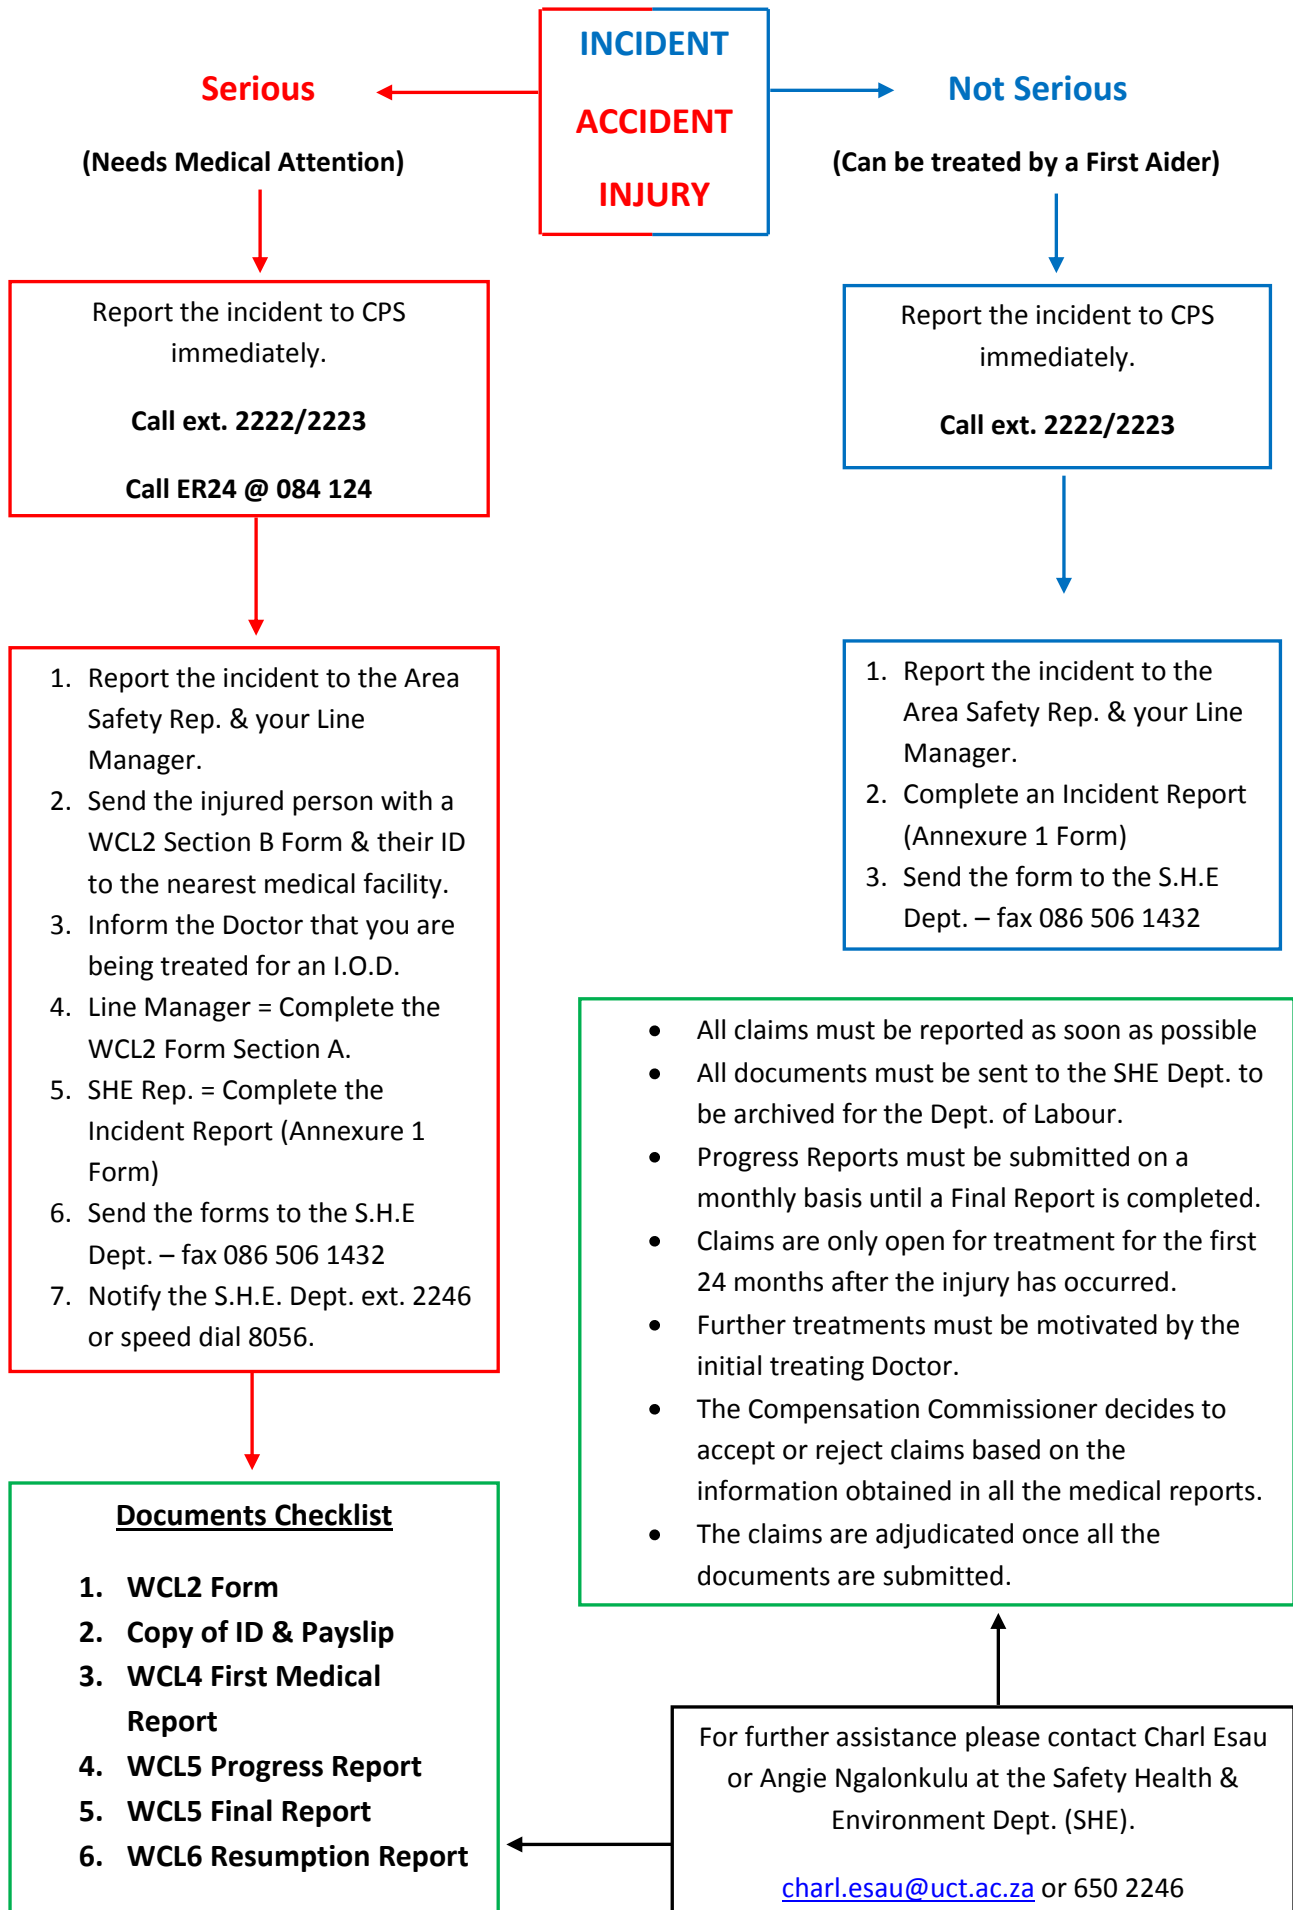 INCIDENT
ACCIDENT
INJURY
Serious
(Needs Medical Attention)
Not Serious
(Can be treated by a First Aider)
Report the incident to CPS
immediately.
Call ext. 2222/2223
Call ER24 @ 084 124
Report the incident to CPS
immediately.
Call ext. 2222/2223
1. Report the incident to the Area
Safety Rep. & your Line
Manager.
2. Send the injured person with a
WCL2 Section B Form & their ID
to the nearest medical facility.
3. Inform the Doctor that you are
being treated for an I.O.D.
4. Line Manager = Complete the
WCL2 Form Section A.
5. SHE Rep. = Complete the
Incident Report (Annexure 1
Form)
6. Send the forms to the S.H.E
Dept. – fax 086 506 1432
7. Notify the S.H.E. Dept. ext. 2246
or speed dial 8056.
1. Report the incident to the
Area Safety Rep. & your Line
Manager.
2. Complete an Incident Report
(Annexure 1 Form)
3. Send the form to the S.H.E
Dept. – fax 086 506 1432
• All claims must be reported as soon as possible
• All documents must be sent to the SHE Dept. to
be archived for the Dept. of Labour.
• Progress Reports must be submitted on a
monthly basis until a Final Report is completed.
• Claims are only open for treatment for the first
24 months after the injury has occurred.
• Further treatments must be motivated by the
initial treating Doctor.
• The Compensation Commissioner decides to
accept or reject claims based on the
information obtained in all the medical reports.
• The claims are adjudicated once all the
documents are submitted.
Documents Checklist
1. WCL2 Form
2. Copy of ID & Payslip
3. WCL4 First Medical
Report
4. WCL5 Progress Report
5. WCL5 Final Report
6. WCL6 Resumption Report
For further assistance please contact Charl Esau
or Angie Ngalonkulu at the Safety Health &
Environment Dept. (SHE).
charl.esau@uct.ac.za or 650 2246